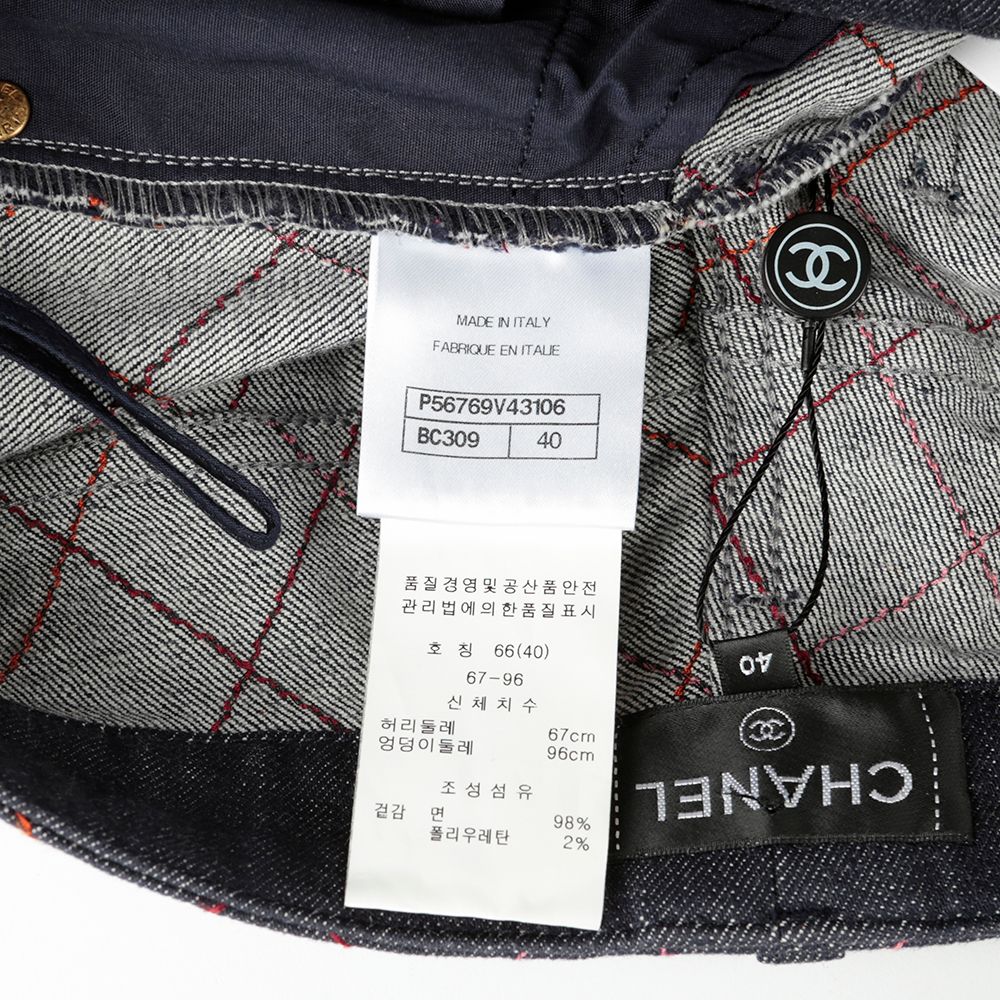 MADE IN ITALY
FABRIQUE EN ITALIE
P56769V43106
BC309 40
품질경영및공산품안전
관리법에의한품질표시
호 칭 66(40)
67-96
신체치수
허리둘레 67cm
엉덩이둘레 96cm
조성섬유
겉감 면 98%
폴리우레탄 2%
40
CHANEL